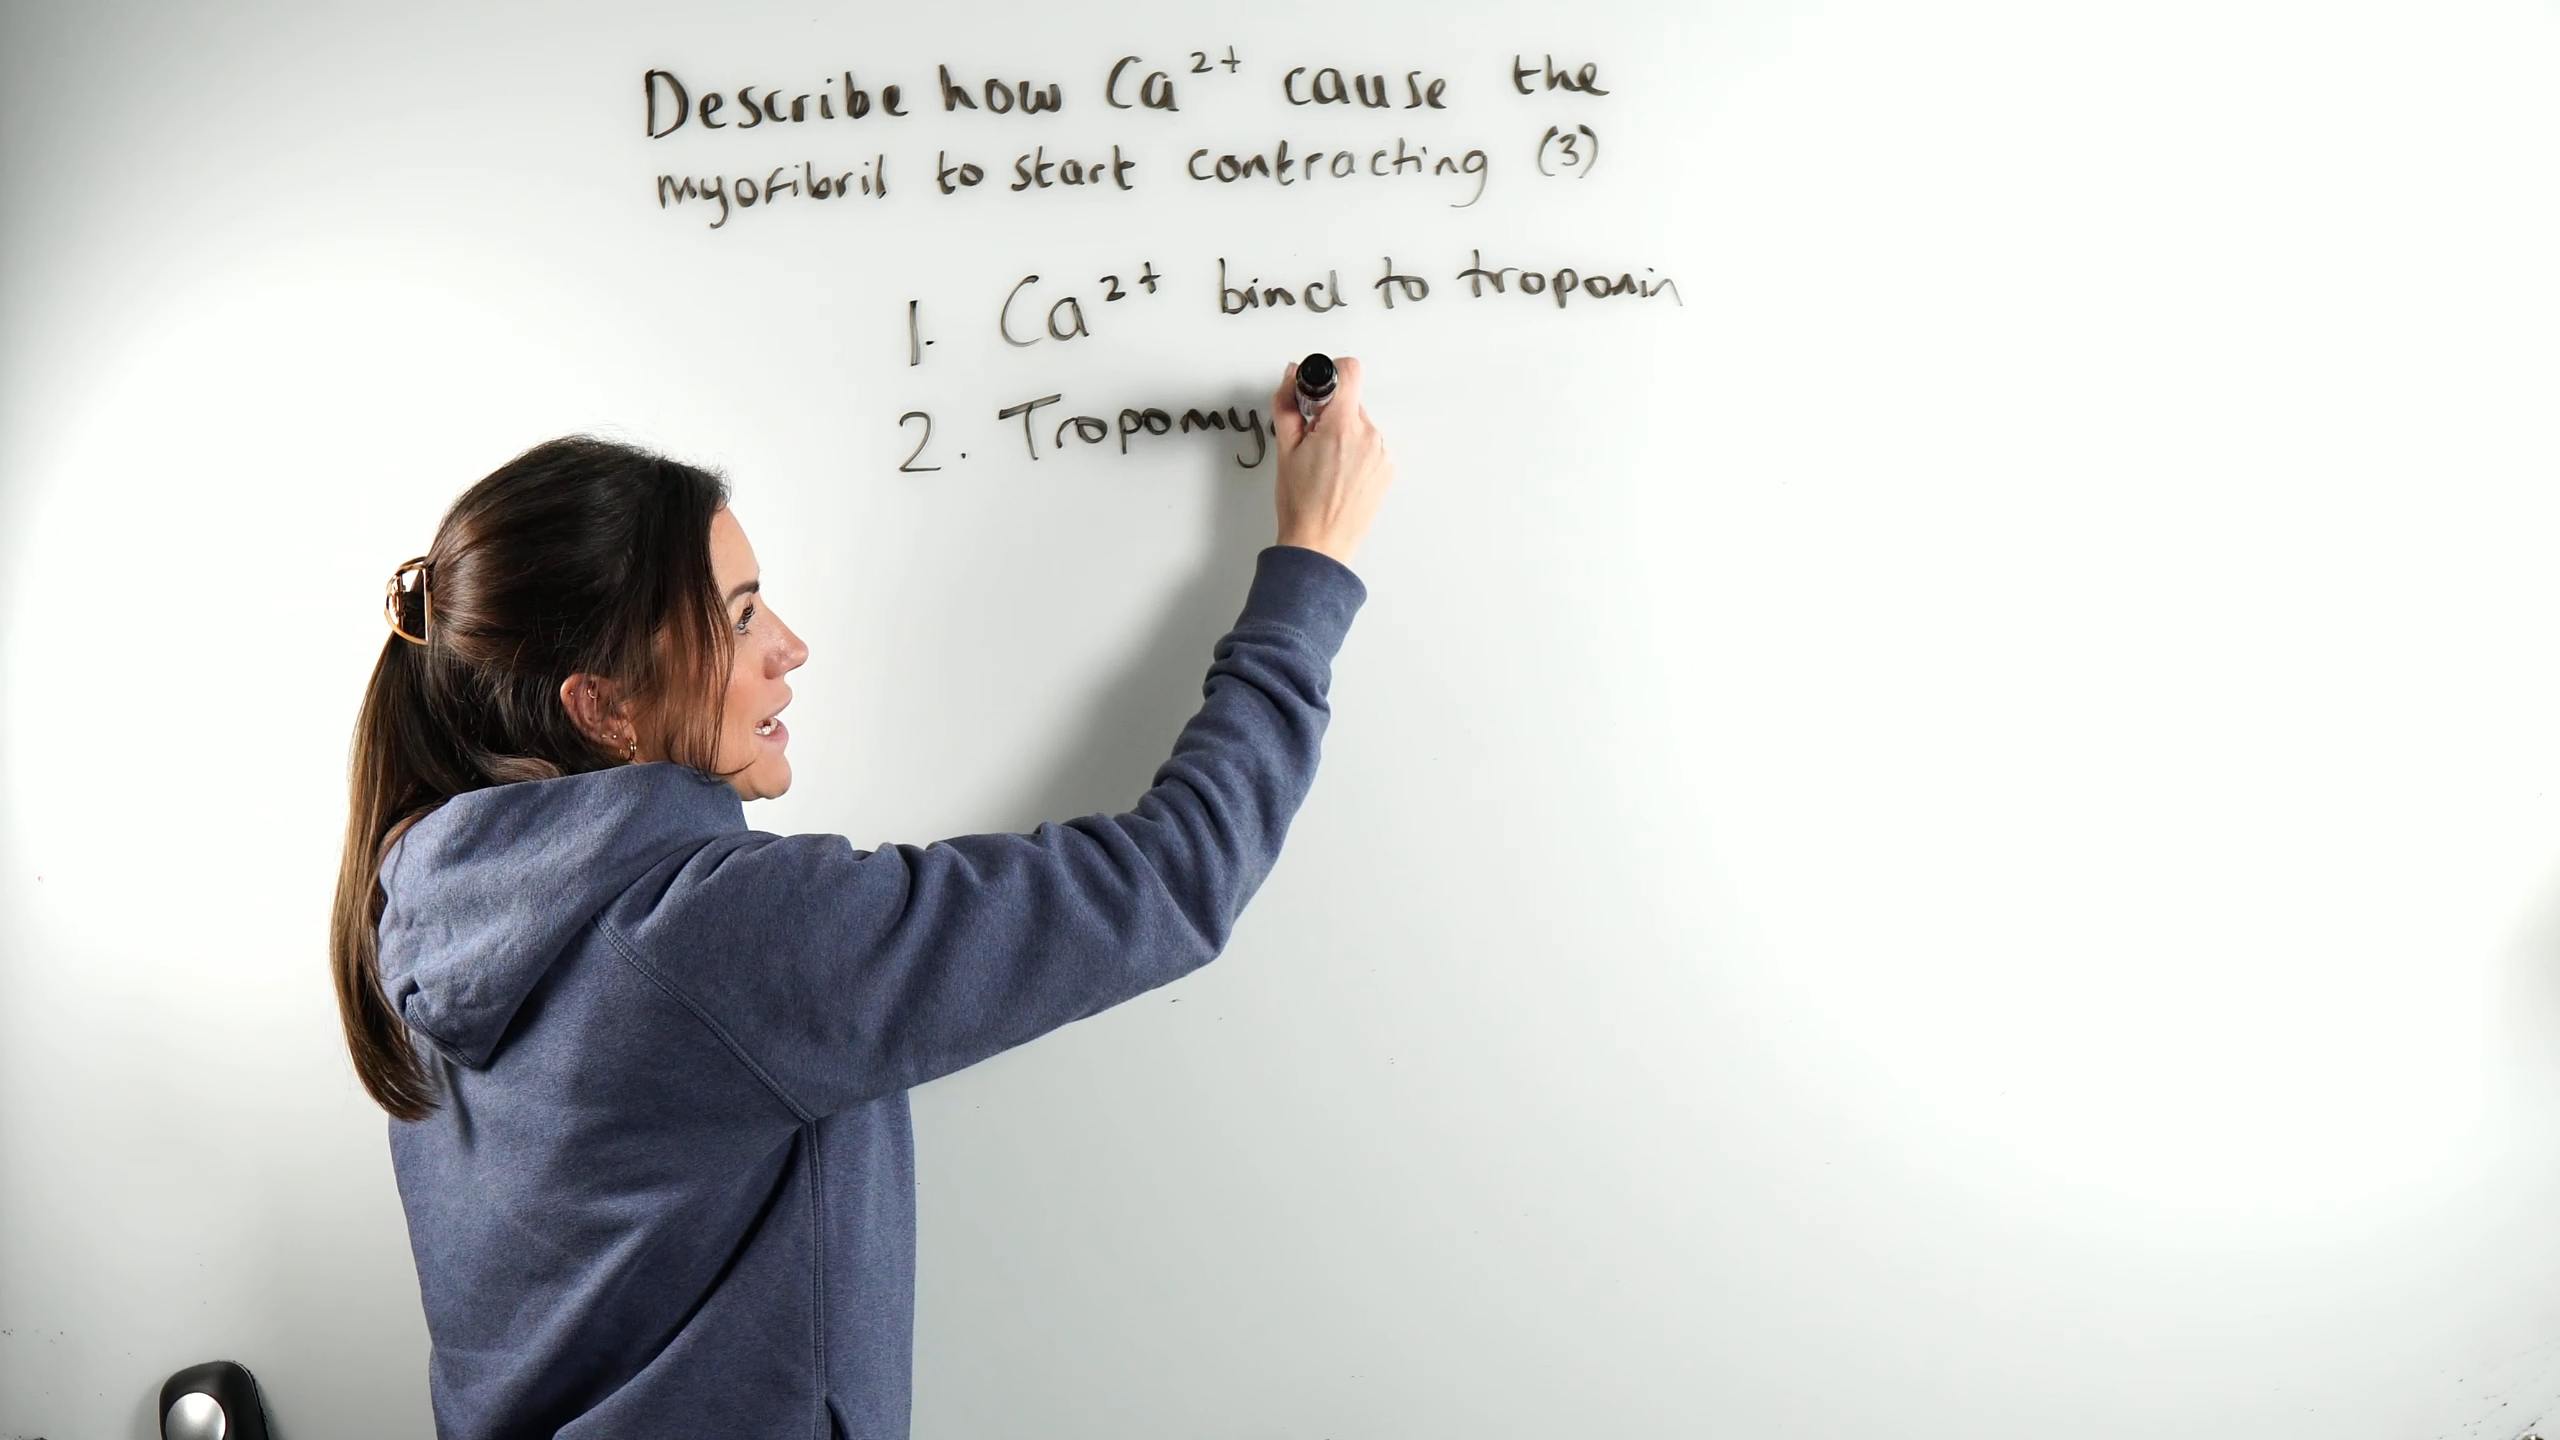 Describe how Ca²⁺ cause the
myofibril to start contracting (3)
1. Ca²⁺ bind to troponin
2. Tropomy